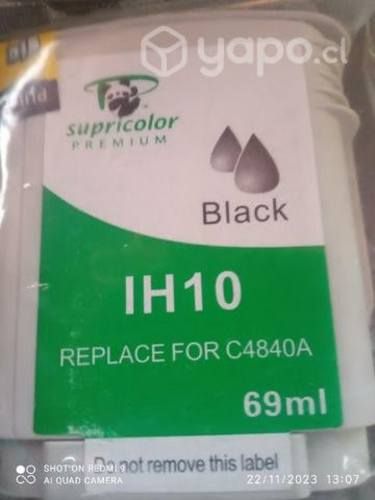 yapo.cl
supricolor
PREMIUM
Black
IH10
REPLACE FOR C4840A
69ml
Do not remove this label
SHOT ON REDMI 9
AI QUAD CAMERA
22/11/2023 13:07